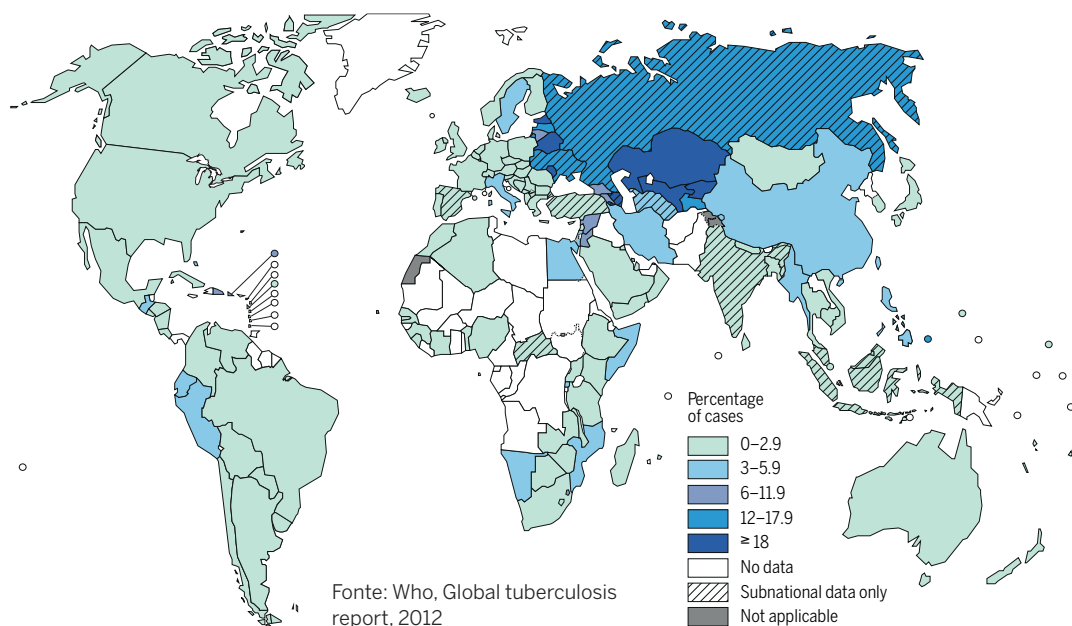 Percentage
of cases
0–2.9
3–5.9
6–11.9
12–17.9
≥ 18
No data
Subnational data only
Not applicable
Fonte: Who, Global tuberculosis
report, 2012